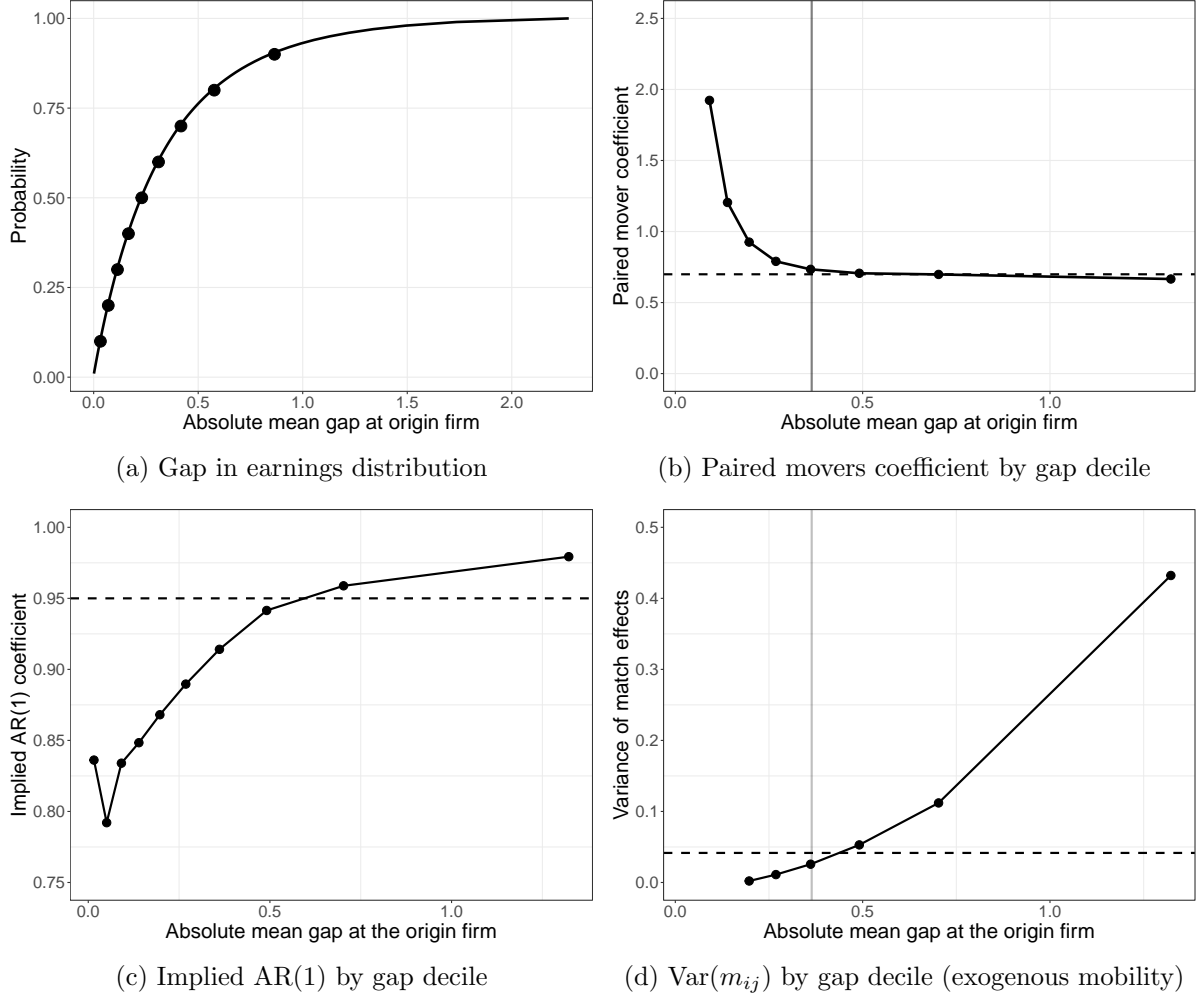 1.00
0.75
0.50
0.25
0.00
Probability
0.0 0.5 1.0 1.5 2.0
Absolute mean gap at origin firm
(a) Gap in earnings distribution
2.5
2.0
1.5
1.0
0.5
0.0
Paired mover coefficient
0.0 0.5 1.0
Absolute mean gap at origin firm
(b) Paired movers coefficient by gap decile
1.00
0.95
0.90
0.85
0.80
0.75
Implied AR(1) coefficient
0.0 0.5 1.0
Absolute mean gap at the origin firm
(c) Implied AR(1) by gap decile
0.5
0.4
0.3
0.2
0.1
0.0
Variance of match effects
0.0 0.5 1.0
Absolute mean gap at the origin firm
(d) Var(m_{ij}) by gap decile (exogenous mobility)